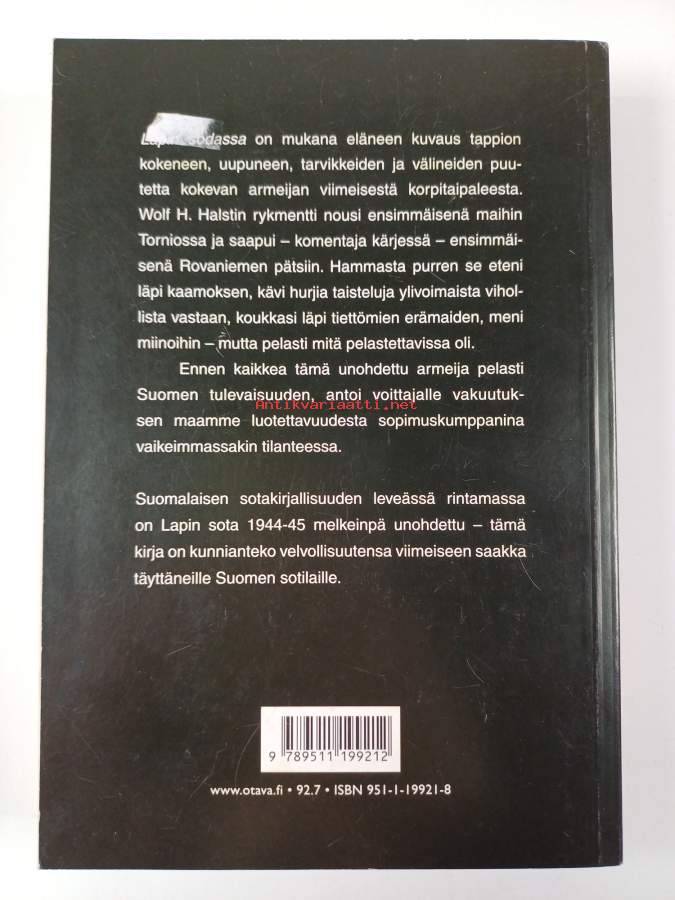 Lapin sodassa on mukana eläneen kuvaus tappion
kokeneen, uupuneen, tarvikkeiden ja välineiden puu-
tetta kokevan armeijan viimeisestä korpitaipaleesta.
Wolf H. Halstin rykmentti nousi ensimmäisenä maihin
Torniossa ja saapui – komentaja kärjessä – ensimmäi-
senä Rovaniemen pätsiin. Hammasta purren se eteni
läpi kaamoksen, kävi hurjia taisteluja ylivoimaista vihol-
lista vastaan, koukkasi läpi tiettömien erämaiden, meni
miinoihin – mutta pelasti mitä pelastettavissa oli.
Ennen kaikkea tämä unohdettu armeija pelasti
Suomen tulevaisuuden, antoi voittajalle vakuutuk-
Antikvariaatti.net
sen maamme luotettavuudesta sopimuskumppanina
vaikeimmassakin tilanteessa.
Suomalaisen sotakirjallisuuden leveässä rintamassa
on Lapin sota 1944-45 melkeinpä unohdettu – tämä
kirja on kunnianteko velvollisuutensa viimeiseen saakka
täyttäneille Suomen sotilaille.
9 789511 199212
www.otava.fi • 92.7 • ISBN 951-1-19921-8